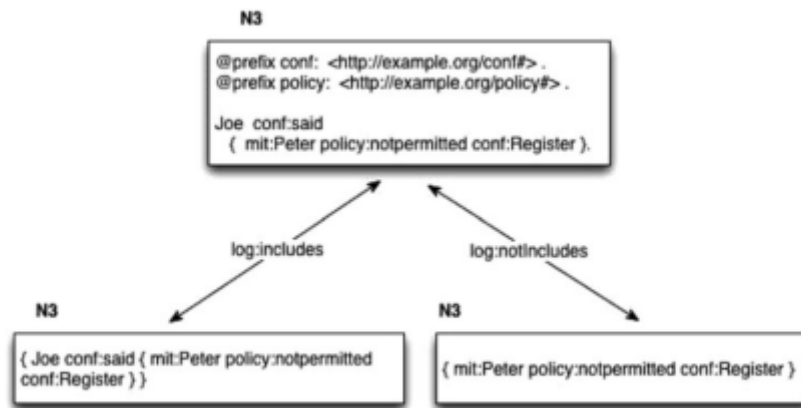 N3
@prefix conf: <http://example.org/conf#> .
@prefix policy: <http://example.org/policy#> .
Joe conf:said
{ mit:Peter policy:notpermitted conf:Register }.
log:includes
log:notIncludes
N3
{ Joe conf:said { mit:Peter policy:notpermitted
conf:Register } }
N3
{ mit:Peter policy:notpermitted conf:Register }